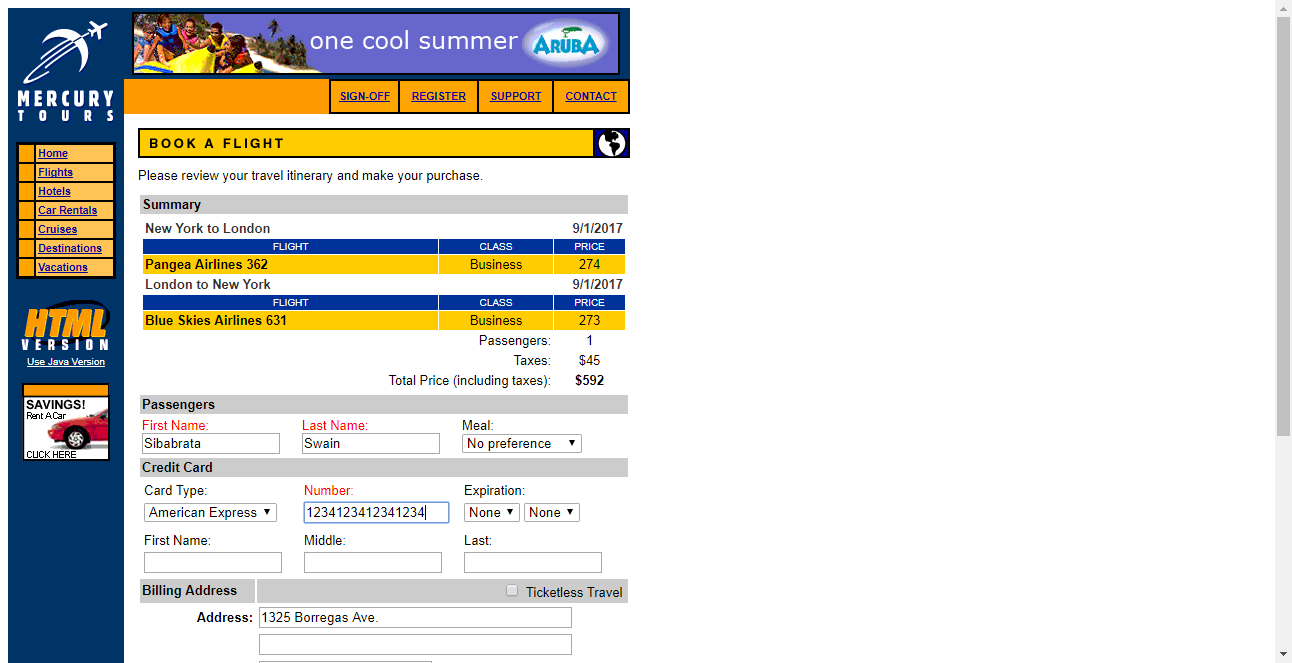 one cool summer ARUBA
MERCURY
TOURS
SIGN-OFF REGISTER SUPPORT CONTACT
Home
Flights
Hotels
Car Rentals
Cruises
Destinations
Vacations
HTML
VERSION
Use Java Version
SAVINGS!
Rent A Car
CLICK HERE
BOOK A FLIGHT
Please review your travel itinerary and make your purchase.
Summary
New York to London 9/1/2017
FLIGHT CLASS PRICE
Pangea Airlines 362 Business 274
London to New York 9/1/2017
FLIGHT CLASS PRICE
Blue Skies Airlines 631 Business 273
Passengers: 1
Taxes: $45
Total Price (including taxes): $592
Passengers
First Name: Last Name: Meal:
Sibabrata Swain No preference
Credit Card
Card Type: Number: Expiration:
American Express 1234123412341234 None None
First Name: Middle: Last:
Billing Address Ticketless Travel
Address: 1325 Borregas Ave.